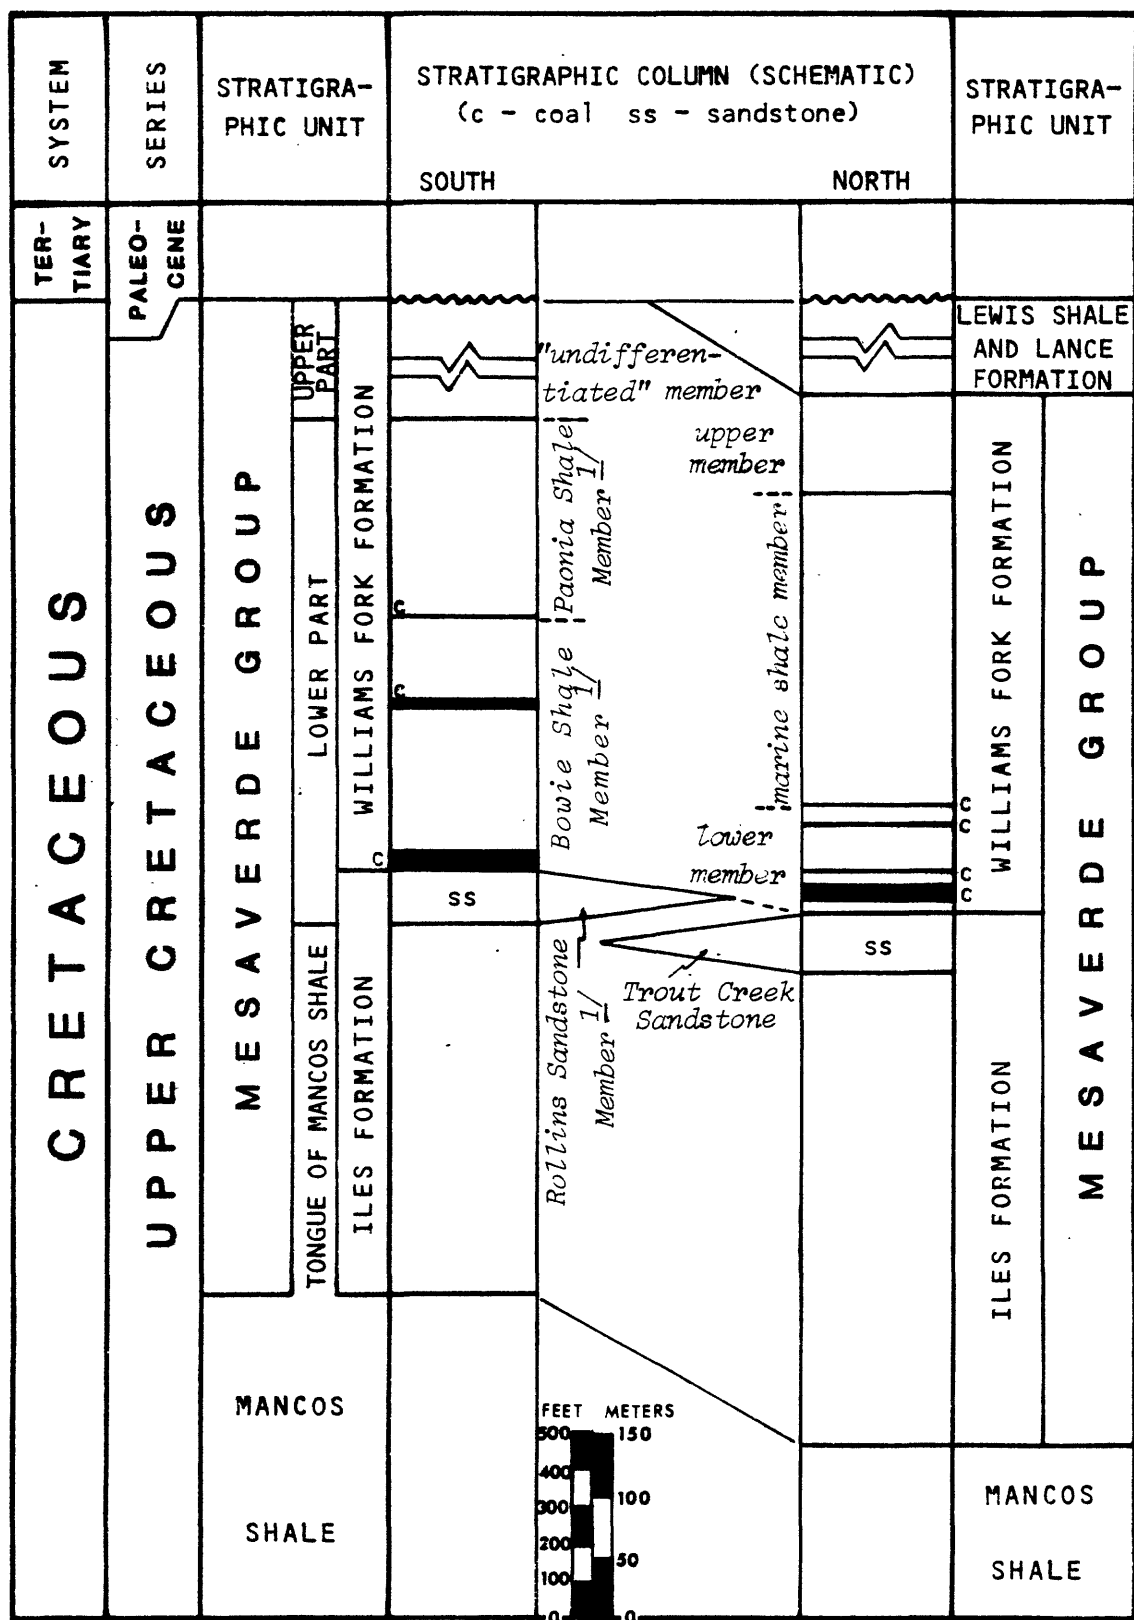 SYSTEM
SERIES
STRATIGRA-
PHIC UNIT
STRATIGRAPHIC COLUMN (SCHEMATIC)
(c - coal ss - sandstone)
SOUTH
NORTH
STRATIGRA-
PHIC UNIT
TER-
TIARY
PALEO-
CENE
CRETACEOUS
UPPER CRETACEOUS
MESAVERDE GROUP
UPPER
PART
LOWER PART
TONGUE OF MANCOS SHALE
WILLIAMS FORK FORMATION
ILES FORMATION
MANCOS
SHALE
c
c
c
ss
"undifferen-
tiated" member
Paonia Shale
Member 1/
Bowie Shale
Member 1/
Rollins Sandstone
Member 1/
upper
member
marine shale member
lower
member
Trout Creek
Sandstone
c
c
c
c
ss
LEWIS SHALE
AND LANCE
FORMATION
WILLIAMS FORK FORMATION
ILES FORMATION
MESAVERDE GROUP
MANCOS
SHALE
FEET METERS
500 150
400
300 100
200
100 50
0 0